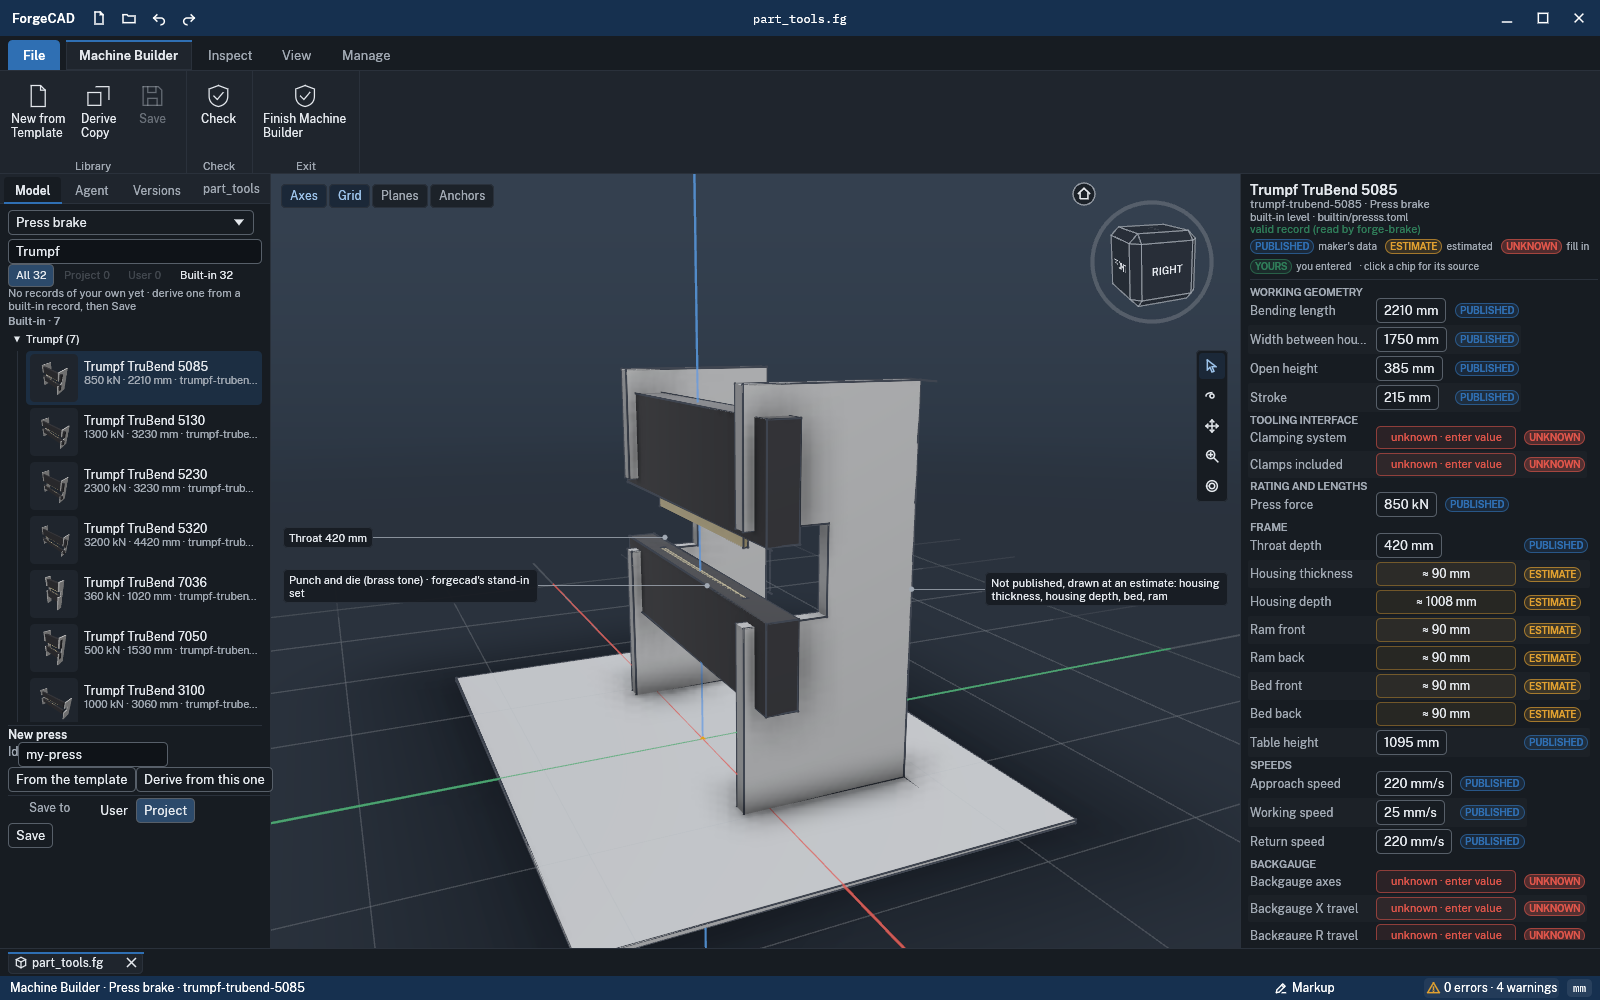 ForgeCAD
part_tools.fg
File
Machine Builder
Inspect
View
Manage
New from
Template
Derive
Copy
Save
Check
Finish Machine
Builder
Library
Check
Exit
Model
Agent
Versions
part_tools
Press brake
Trumpf
All 32
Project 0
User 0
Built-in 32
No records of your own yet · derive one from a
built-in record, then Save
Built-in · 7
Trumpf (7)
Trumpf TruBend 5085
850 kN · 2210 mm · trumpf-truben…
Trumpf TruBend 5130
1300 kN · 3230 mm · trumpf-trube…
Trumpf TruBend 5230
2300 kN · 3230 mm · trumpf-trub…
Trumpf TruBend 5320
3200 kN · 4420 mm · trumpf-trub…
Trumpf TruBend 7036
360 kN · 1020 mm · trumpf-truben…
Trumpf TruBend 7050
500 kN · 1530 mm · trumpf-truben…
Trumpf TruBend 3100
1000 kN · 3060 mm · trumpf-trube…
New press
Id
my-press
From the template
Derive from this one
Save to
User
Project
Save
Axes
Grid
Planes
Anchors
RIGHT
Throat 420 mm
Punch and die (brass tone) · forgecad's stand-in
set
Not published, drawn at an estimate: housing
thickness, housing depth, bed, ram
Trumpf TruBend 5085
trumpf-trubend-5085 · Press brake
built-in level · builtin/presss.toml
valid record (read by forge-brake)
PUBLISHED maker's data ESTIMATE estimated UNKNOWN fill in
YOURS you entered · click a chip for its source
WORKING GEOMETRY
Bending length 2210 mm PUBLISHED
Width between hou… 1750 mm PUBLISHED
Open height 385 mm PUBLISHED
Stroke 215 mm PUBLISHED
TOOLING INTERFACE
Clamping system unknown · enter value UNKNOWN
Clamps included unknown · enter value UNKNOWN
RATING AND LENGTHS
Press force 850 kN PUBLISHED
FRAME
Throat depth 420 mm PUBLISHED
Housing thickness ≈ 90 mm ESTIMATE
Housing depth ≈ 1008 mm ESTIMATE
Ram front ≈ 90 mm ESTIMATE
Ram back ≈ 90 mm ESTIMATE
Bed front ≈ 90 mm ESTIMATE
Bed back ≈ 90 mm ESTIMATE
Table height 1095 mm PUBLISHED
SPEEDS
Approach speed 220 mm/s PUBLISHED
Working speed 25 mm/s PUBLISHED
Return speed 220 mm/s PUBLISHED
BACKGAUGE
Backgauge axes unknown · enter value UNKNOWN
Backgauge X travel unknown · enter value UNKNOWN
Backgauge R travel unknown · enter value UNKNOWN
part_tools.fg
Machine Builder · Press brake · trumpf-trubend-5085
Markup
0 errors · 4 warnings
mm